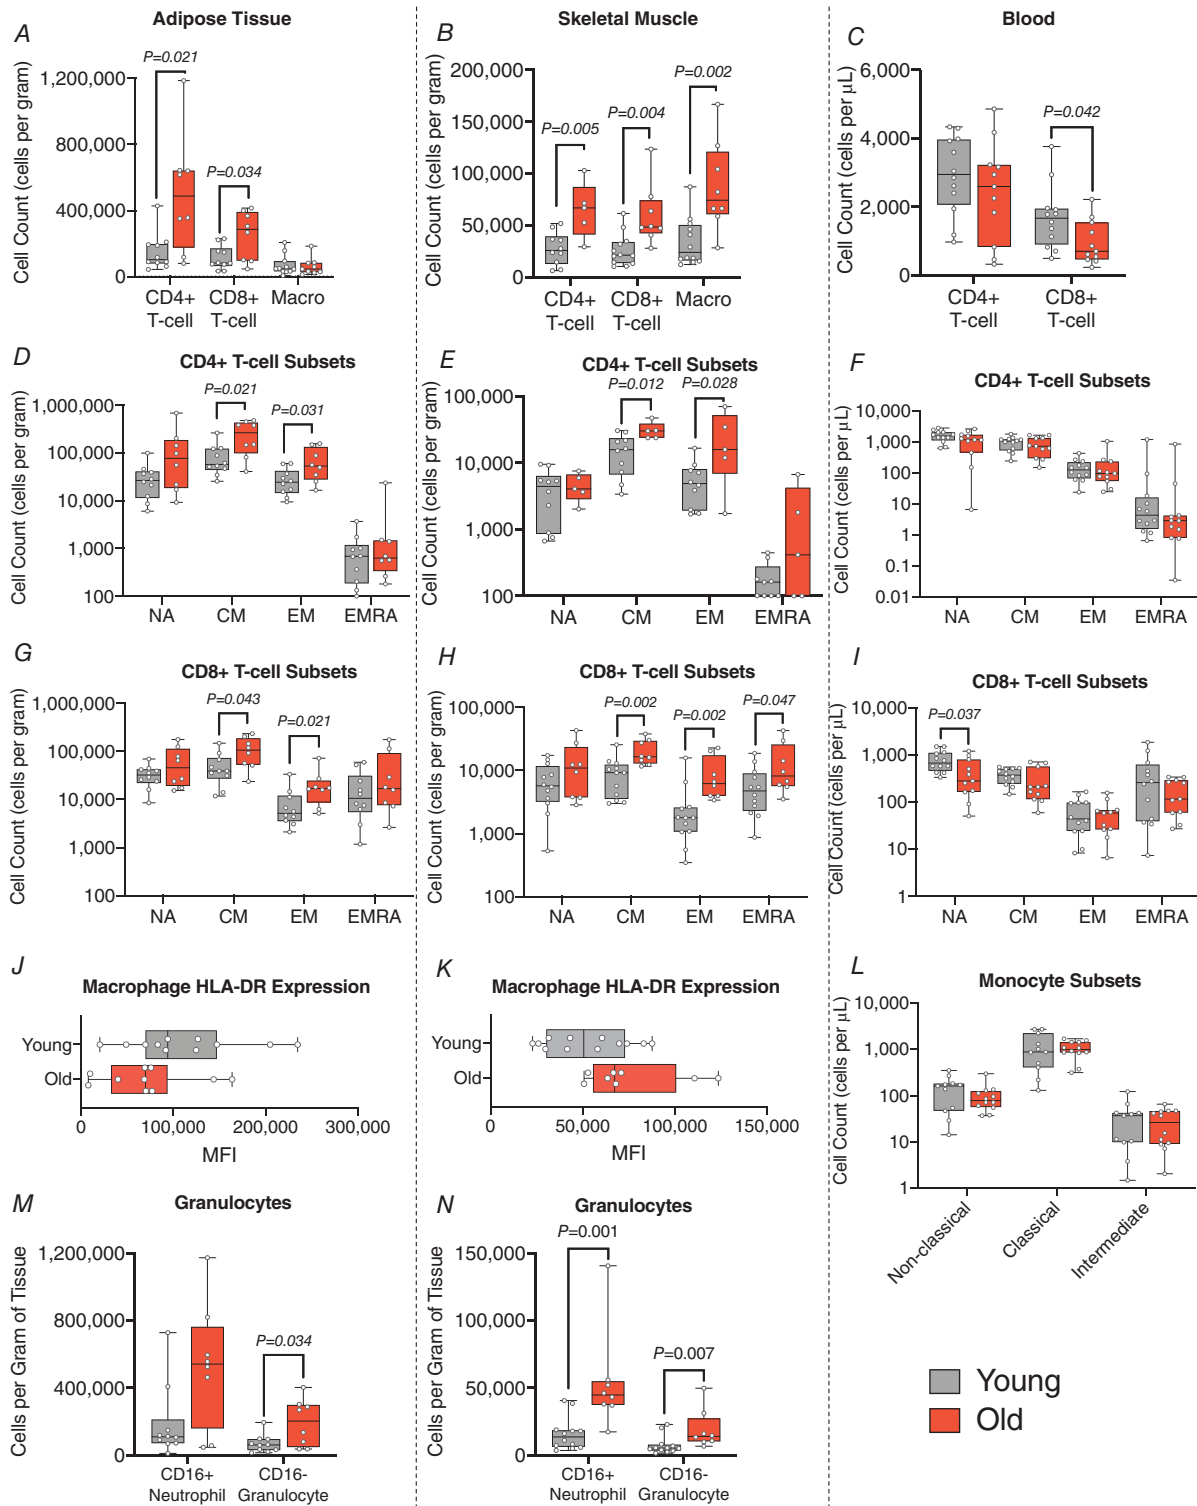 Adipose Tissue
Skeletal Muscle
Blood
A
Cell Count (cells per gram)
1,200,000
800,000
400,000
0
P=0.021
P=0.034
CD4+ T-cell
CD8+ T-cell
Macro
B
Cell Count (cells per gram)
200,000
150,000
100,000
50,000
0
P=0.005
P=0.004
P=0.002
CD4+ T-cell
CD8+ T-cell
Macro
C
Cell Count (cells per μL)
6,000
4,000
2,000
0
P=0.042
CD4+ T-cell
CD8+ T-cell
D
CD4+ T-cell Subsets
Cell Count (cells per gram)
1,000,000
100,000
10,000
1,000
100
P=0.021
P=0.031
NA CM EM EMRA
E
CD4+ T-cell Subsets
Cell Count (cells per gram)
100,000
10,000
1,000
100
P=0.012
P=0.028
NA CM EM EMRA
F
CD4+ T-cell Subsets
Cell Count (cells per μL)
10,000
1,000
100
10
1
0.1
0.01
NA CM EM EMRA
G
CD8+ T-cell Subsets
Cell Count (cells per gram)
1,000,000
100,000
10,000
1,000
100
P=0.043
P=0.021
NA CM EM EMRA
H
CD8+ T-cell Subsets
Cell Count (cells per gram)
100,000
10,000
1,000
100
P=0.002
P=0.002
P=0.047
NA CM EM EMRA
I
CD8+ T-cell Subsets
Cell Count (cells per μL)
10,000
1,000
100
10
1
P=0.037
NA CM EM EMRA
J
Macrophage HLA-DR Expression
Young
Old
0 100,000 200,000 300,000
MFI
K
Macrophage HLA-DR Expression
Young
Old
0 50,000 100,000 150,000
MFI
L
Monocyte Subsets
Cell Count (cells per μL)
10,000
1,000
100
10
1
Non-classical
Classical
Intermediate
M
Granulocytes
Cells per Gram of Tissue
1,200,000
800,000
400,000
0
P=0.034
CD16+ Neutrophil
CD16- Granulocyte
N
Granulocytes
Cells per Gram of Tissue
150,000
100,000
50,000
0
P=0.001
P=0.007
CD16+ Neutrophil
CD16- Granulocyte
Young
Old